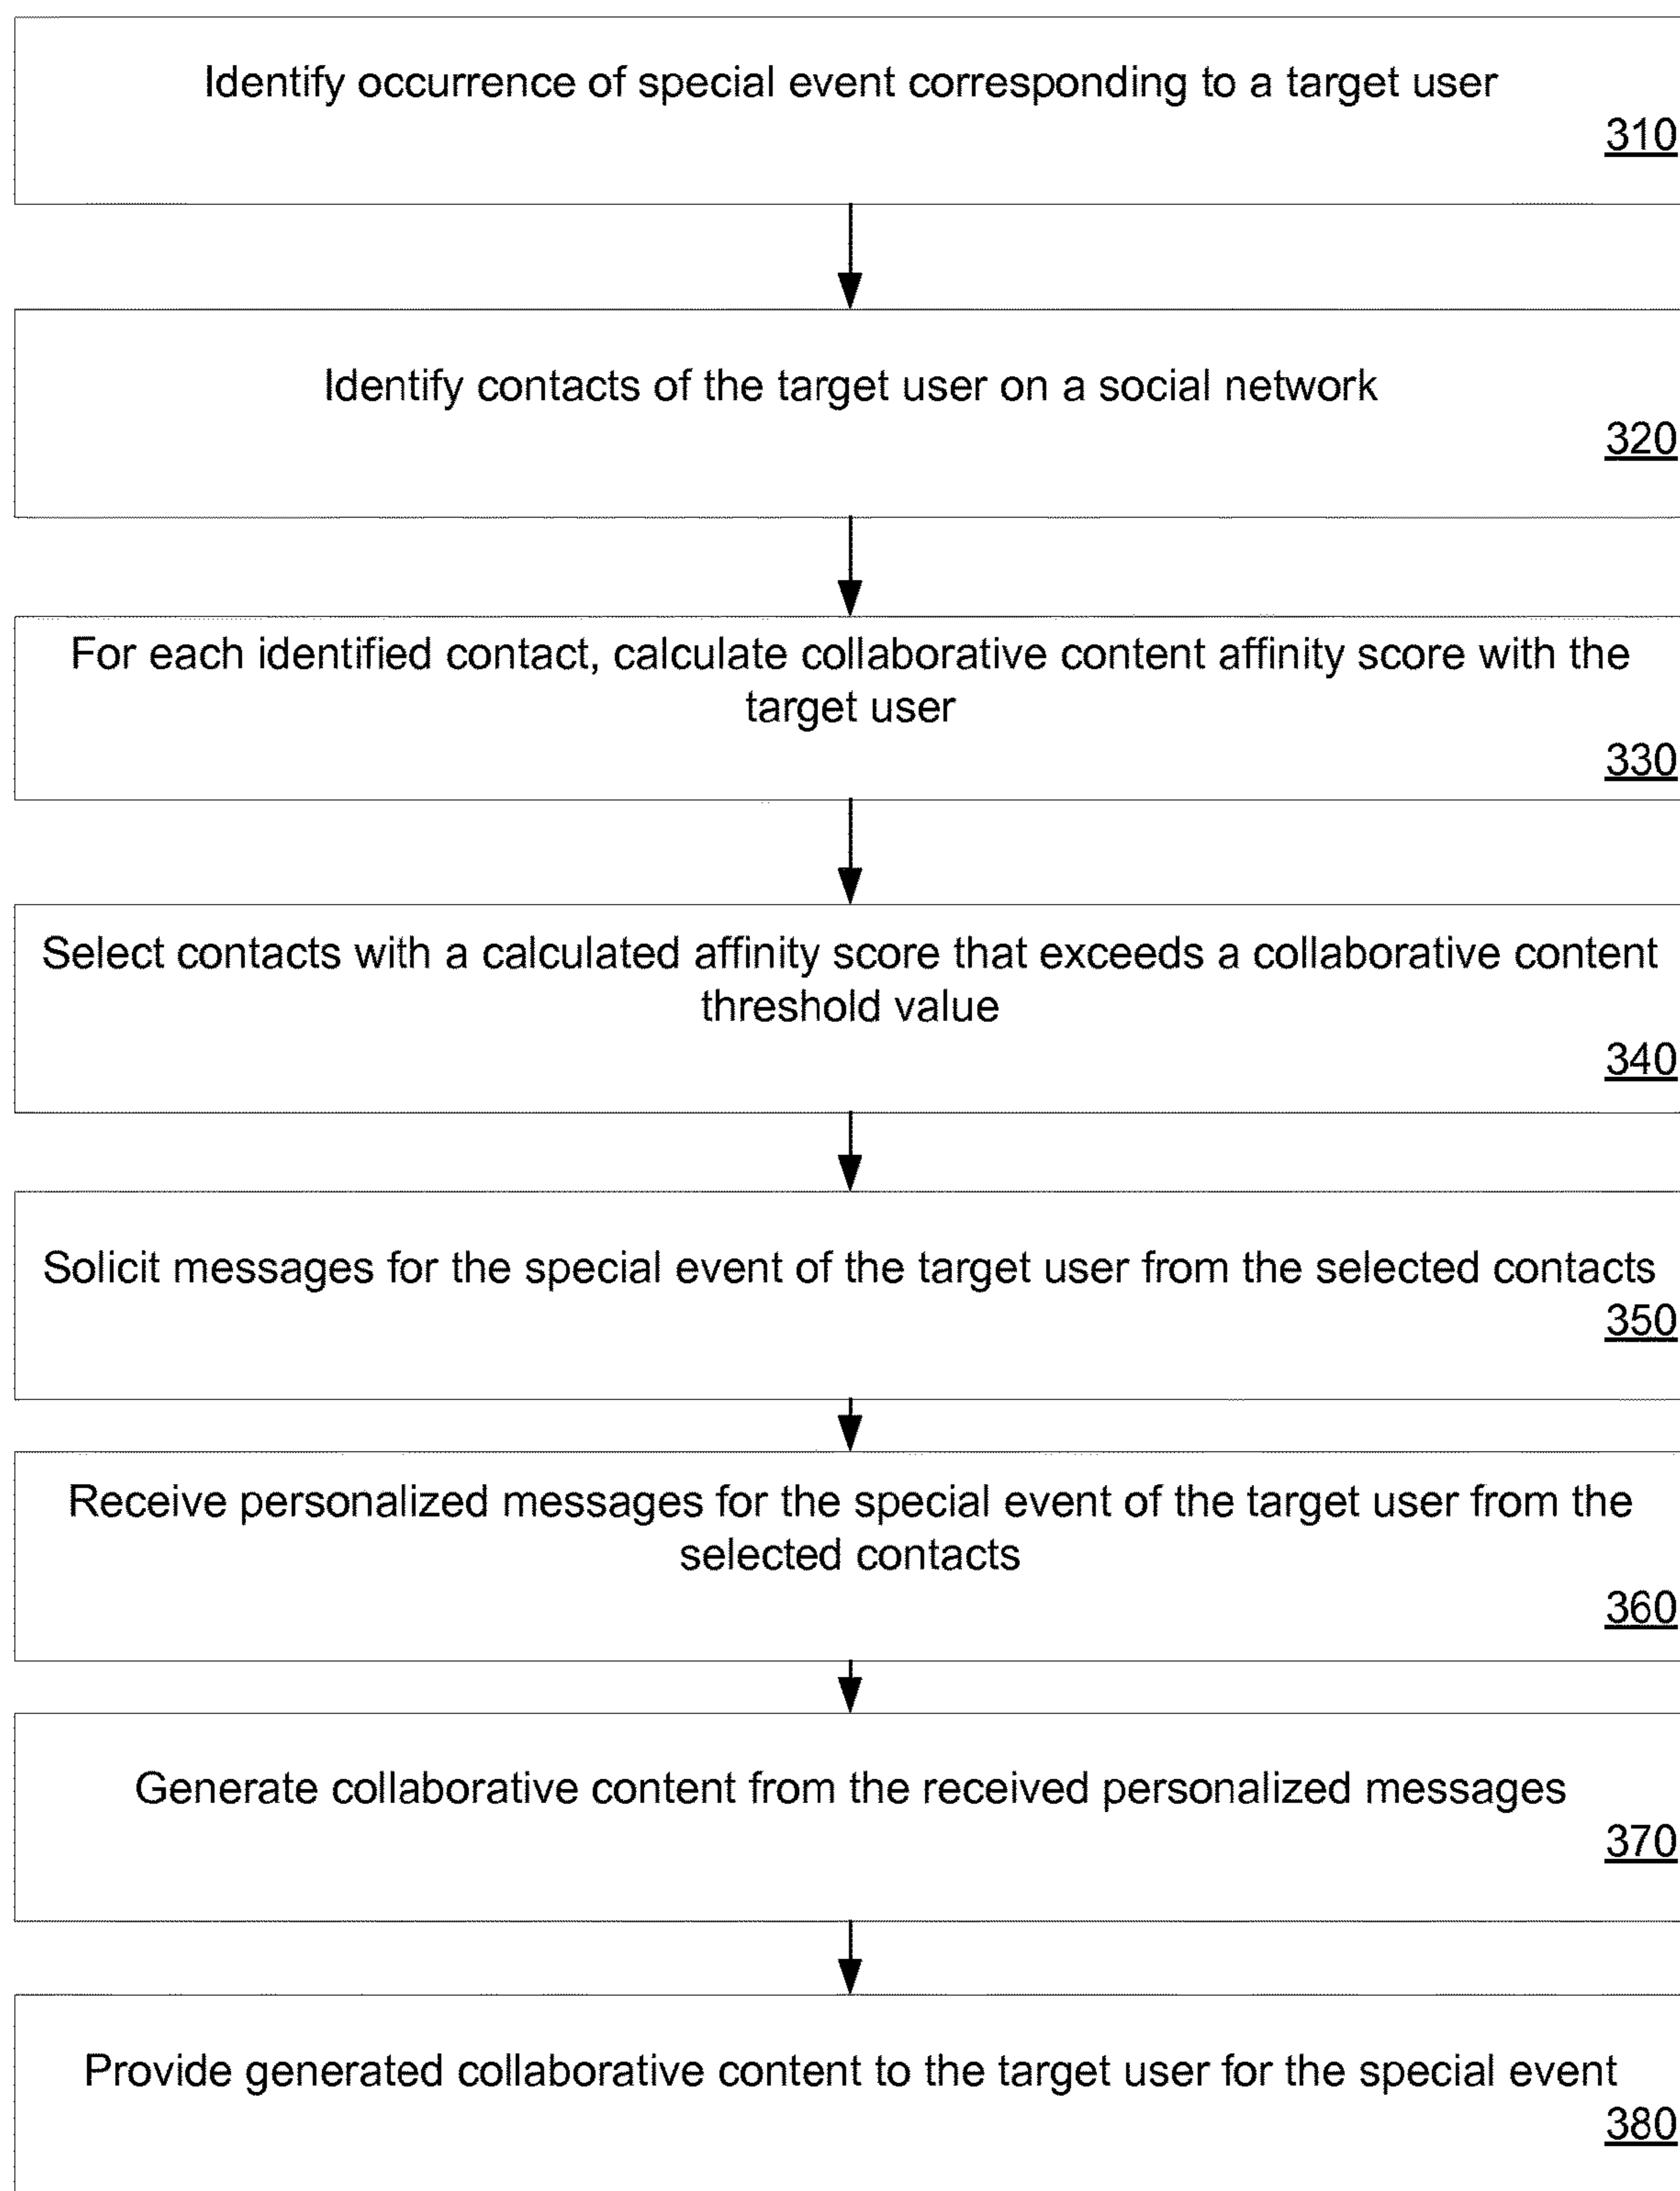 Identify occurrence of special event corresponding to a target user
310
Identify contacts of the target user on a social network
320
For each identified contact, calculate collaborative content affinity score with the
target user
330
Select contacts with a calculated affinity score that exceeds a collaborative content
threshold value
340
Solicit messages for the special event of the target user from the selected contacts
350
Receive personalized messages for the special event of the target user from the
selected contacts
360
Generate collaborative content from the received personalized messages
370
Provide generated collaborative content to the target user for the special event
380